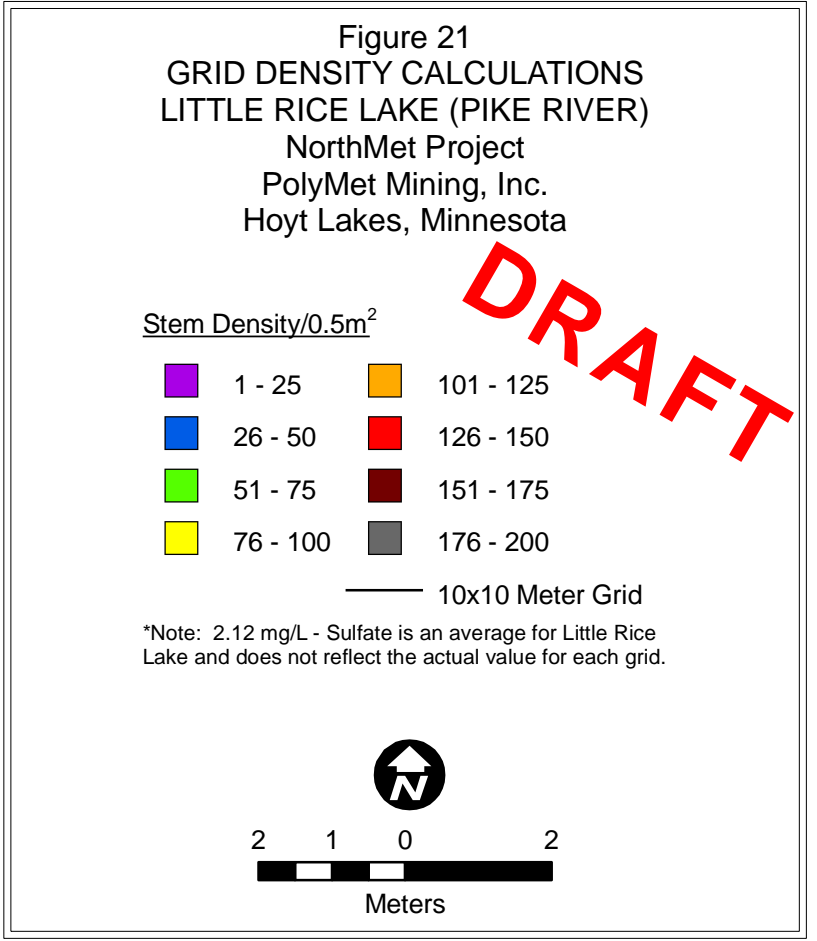 Figure 21
GRID DENSITY CALCULATIONS
LITTLE RICE LAKE (PIKE RIVER)
NorthMet Project
PolyMet Mining, Inc.
Hoyt Lakes, Minnesota
DRAFT
Stem Density/0.5m²
1 - 25
101 - 125
26 - 50
126 - 150
51 - 75
151 - 175
76 - 100
176 - 200
10x10 Meter Grid
*Note: 2.12 mg/L - Sulfate is an average for Little Rice
Lake and does not reflect the actual value for each grid.
N
2 1 0 2
Meters